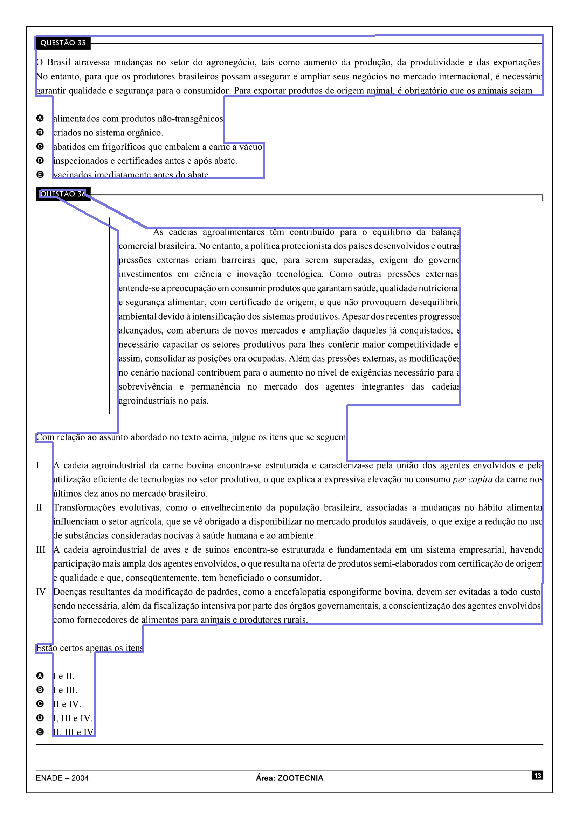 QUESTÃO 35
O Brasil atravessa mudanças no setor do agronegócio, tais como aumento da produção, da produtividade e das exportações
No entanto, para que os produtores brasileiros possam assegurar e ampliar seus negócios no mercado internacional, é necessário
garantir qualidade e segurança para o consumidor. Para exportar produtos de origem animal, é obrigatório que os animais sejam
A alimentados com produtos não-transgênicos
B criados no sistema orgânico.
C abatidos em frigoríficos que embalem a carne a vácuo
D inspecionados e certificados antes e após abate.
E vacinados imediatamente antes do abate
QUESTÃO 36
As cadeias agroalimentares têm contribuído para o equilíbrio da balança
comercial brasileira. No entanto, a política protecionista dos países desenvolvidos e outras
pressões externas criam barreiras que, para serem superadas, exigem do governo
investimentos em ciência e inovação tecnológica. Como outras pressões externas
entende-se a preocupação em consumir produtos que garantam saúde, qualidade nutriciona
e segurança alimentar, com certificado de origem, e que não provoquem desequilíbrio
ambiental devido à intensificação dos sistemas produtivos. Apesar dos recentes progressos
alcançados, com abertura de novos mercados e ampliação daqueles já conquistados, é
necessário capacitar os setores produtivos para lhes conferir maior competitividade e
assim, consolidar as posições ora ocupadas. Além das pressões externas, as modificações
no cenário nacional contribuem para o aumento no nível de exigências necessário para a
sobrevivência e permanência no mercado dos agentes integrantes das cadeias
agroindustriais no país.
Com relação ao assunto abordado no texto acima, julgue os itens que se seguem
I A cadeia agroindustrial da carne bovina encontra-se estruturada e caracteriza-se pela união dos agentes envolvidos e pela
utilização eficiente de tecnologias no setor produtivo, o que explica a expressiva elevação no consumo per capita da carne nos
últimos dez anos no mercado brasileiro.
II Transformações evolutivas, como o envelhecimento da população brasileira, associadas a mudanças no hábito alimentar
influenciam o setor agrícola, que se vê obrigado a disponibilizar no mercado produtos saudáveis, o que exige a redução no uso
de substâncias consideradas nocivas à saúde humana e ao ambiente.
III A cadeia agroindustrial de aves e de suínos encontra-se estruturada e fundamentada em um sistema empresarial, havendo
participação mais ampla dos agentes envolvidos, o que resulta na oferta de produtos semi-elaborados com certificação de origem
e qualidade e que, conseqüentemente, tem beneficiado o consumidor.
IV Doenças resultantes da modificação de padrões, como a encefalopatia espongiforme bovina, devem ser evitadas a todo custo
sendo necessária, além da fiscalização intensiva por parte dos órgãos governamentais, a conscientização dos agentes envolvidos
como fornecedores de alimentos para animais e produtores rurais.
Estão certos apenas os itens
A I e II.
B I e III.
C II e IV.
D I, III e IV.
E II, III e IV
ENADE – 2004 Área: ZOOTECNIA 13